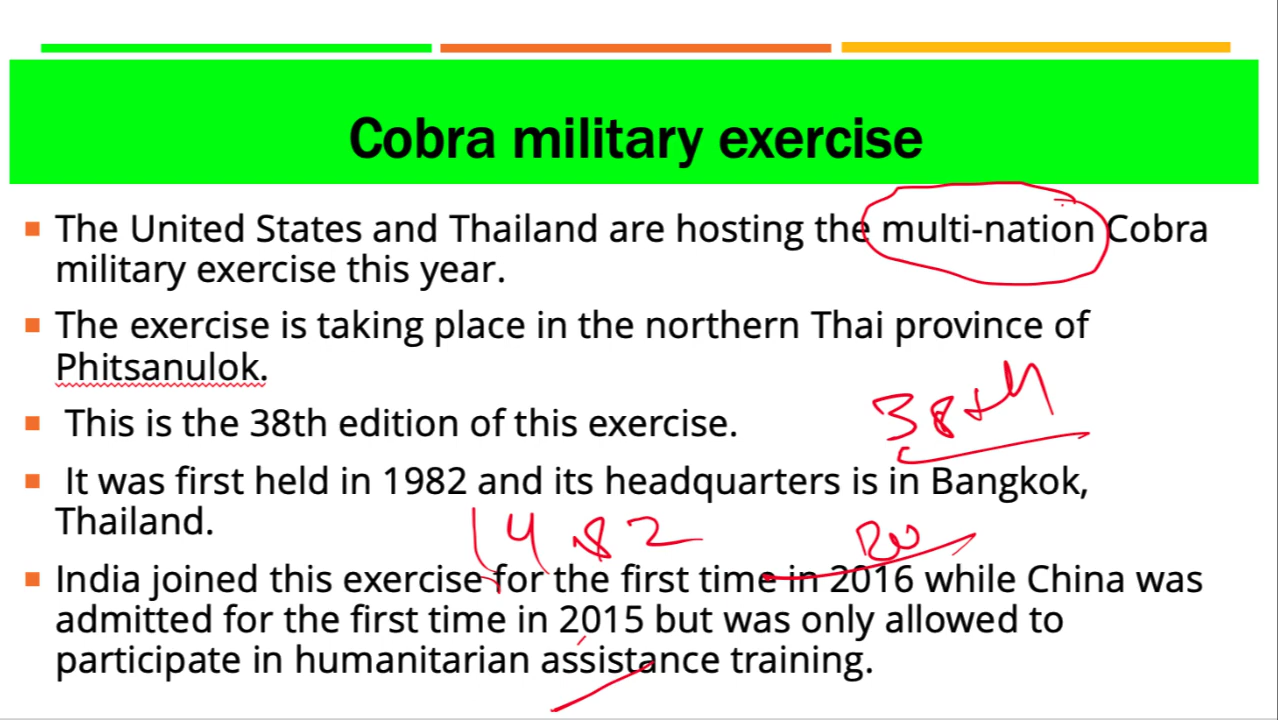 Cobra military exercise
The United States and Thailand are hosting the multi-nation Cobra
military exercise this year.
The exercise is taking place in the northern Thai province of
Phitsanulok.
This is the 38th edition of this exercise.
38th
It was first held in 1982 and its headquarters is in Bangkok,
Thailand.
1982
India joined this exercise for the first time in 2016 while China was
admitted for the first time in 2015 but was only allowed to
participate in humanitarian assistance training.